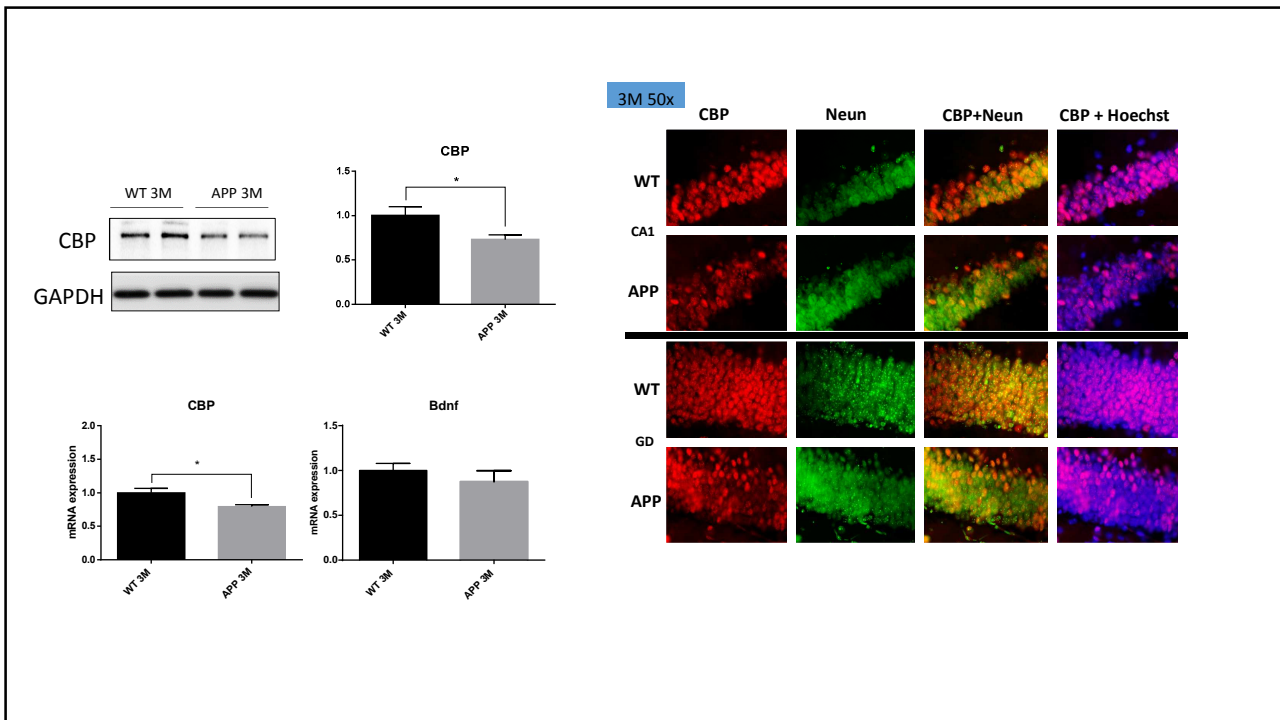 WT 3M APP 3M
CBP
GAPDH
CBP
*
1.5
1.0
0.5
0.0
WT 3M
APP 3M
CBP
mRNA expression
*
2.0
1.5
1.0
0.5
0.0
WT 3M
APP 3M
Bdnf
mRNA expression
1.5
1.0
0.5
0.0
WT 3M
APP 3M
3M 50x
CBP Neun CBP+Neun CBP + Hoechst
WT
CA1
APP
WT
GD
APP